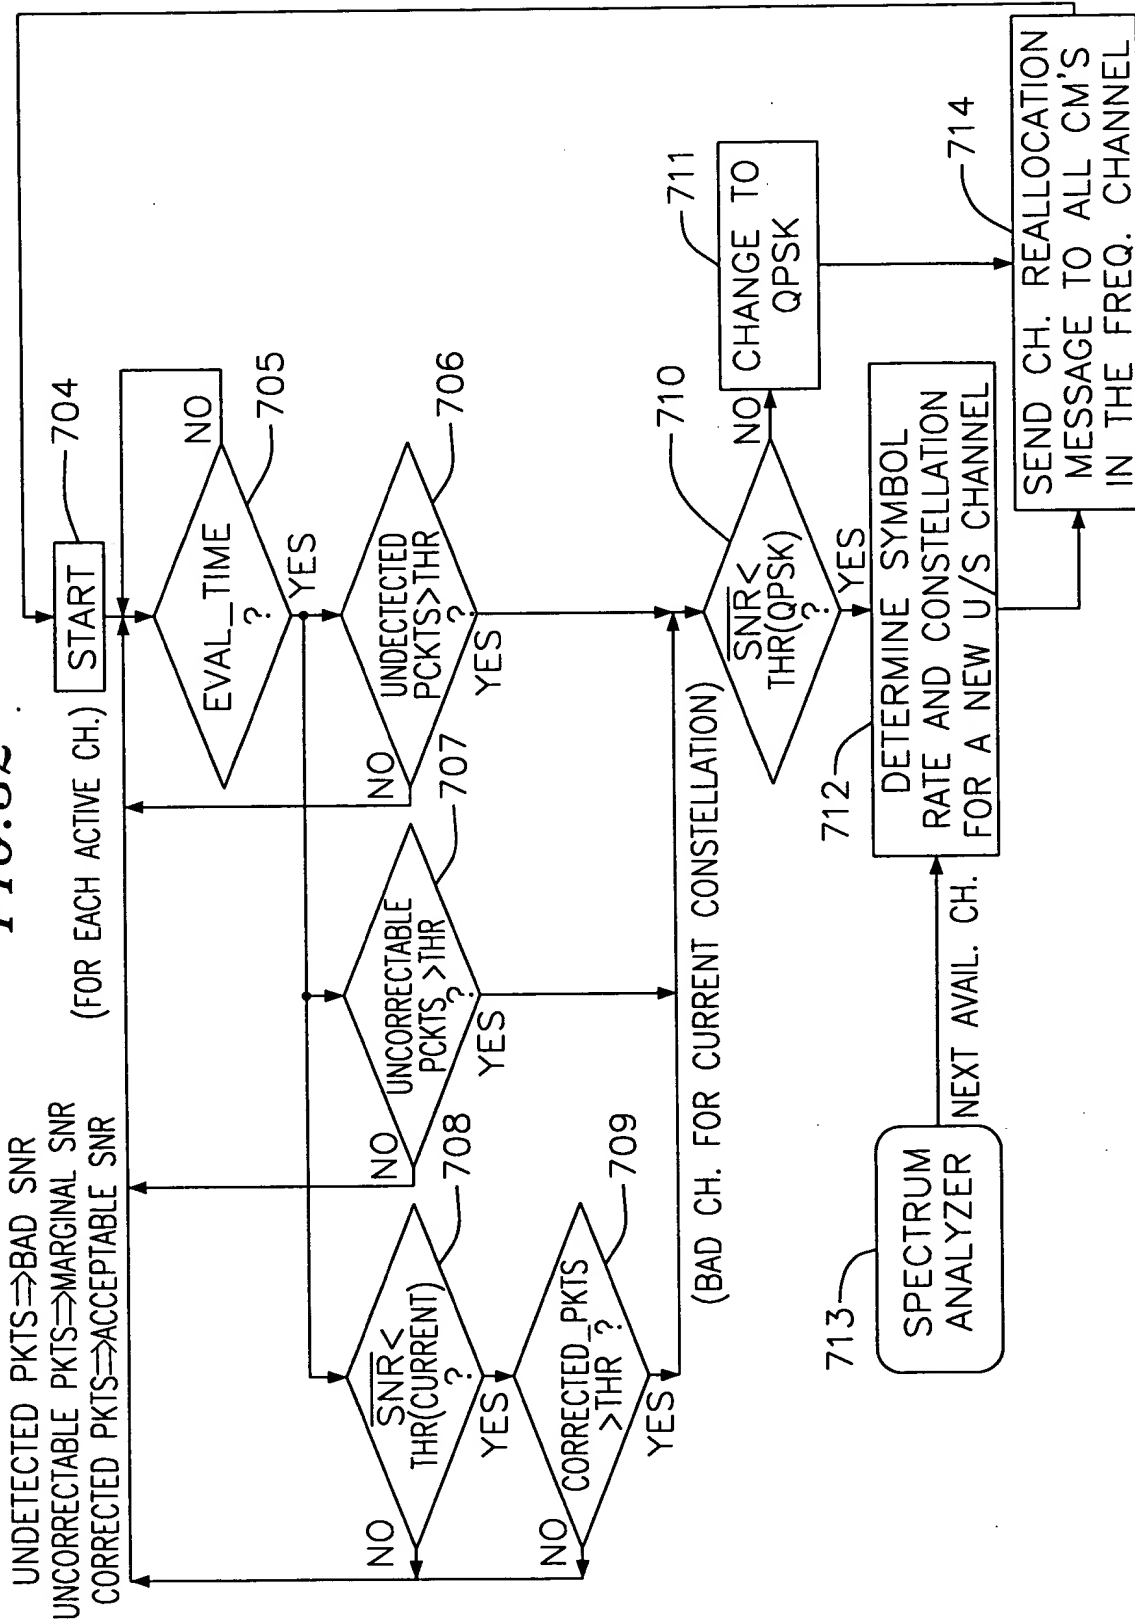 UNDETECTED PKTS⇒BAD SNR
UNCORRECTABLE PKTS⇒MARGINAL SNR
CORRECTED PKTS⇒ACCEPTABLE SNR
(FOR EACH ACTIVE CH.)
START
704
EVAL_TIME
?
705
NO
YES
UNDECTECTED
PCKTS>THR
?
706
NO
YES
UNCORRECTABLE
PCKTS >THR
?
707
NO
YES
SNR<
THR(CURRENT)
?
708
NO
YES
CORRECTED_PKTS
>THR ?
709
NO
YES
(BAD CH. FOR CURRENT CONSTELLATION)
SNR<
THR(QPSK)
?
710
NO
YES
CHANGE TO
QPSK
711
712
DETERMINE SYMBOL
RATE AND CONSTELLATION
FOR A NEW U/S CHANNEL
713
SPECTRUM
ANALYZER
NEXT AVAIL. CH.
714
SEND CH. REALLOCATION
MESSAGE TO ALL CM'S
IN THE FREQ. CHANNEL